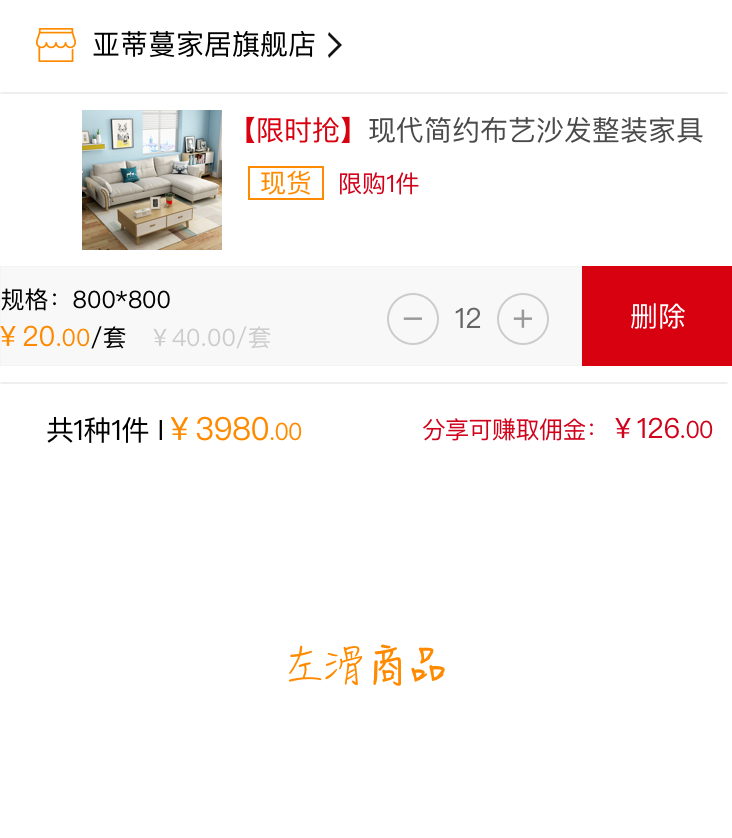 亚蒂蔓家居旗舰店
【限时抢】现代简约布艺沙发整装家具
现货 限购1件
规格：800*800
￥20.00/套 ￥40.00/套
12
删除
共1种1件 I ￥3980.00 分享可赚取佣金：￥126.00
左滑商品